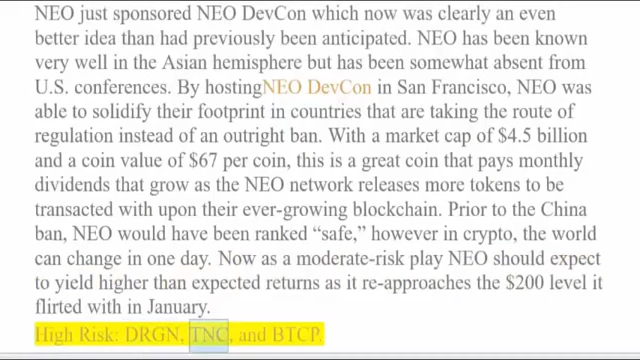 NEO just sponsored NEO DevCon which now was clearly an even
better idea than had previously been anticipated. NEO has been known
very well in the Asian hemisphere but has been somewhat absent from
U.S. conferences. By hostingNEO DevCon in San Francisco, NEO was
able to solidify their footprint in countries that are taking the route of
regulation instead of an outright ban. With a market cap of $4.5 billion
and a coin value of $67 per coin, this is a great coin that pays monthly
dividends that grow as the NEO network releases more tokens to be
transacted with upon their ever-growing blockchain. Prior to the China
ban, NEO would have been ranked “safe,” however in crypto, the world
can change in one day. Now as a moderate-risk play NEO should expect
to yield higher than expected returns as it re-approaches the $200 level it
flirted with in January.
High Risk: DRGN, TNC, and BTCP.